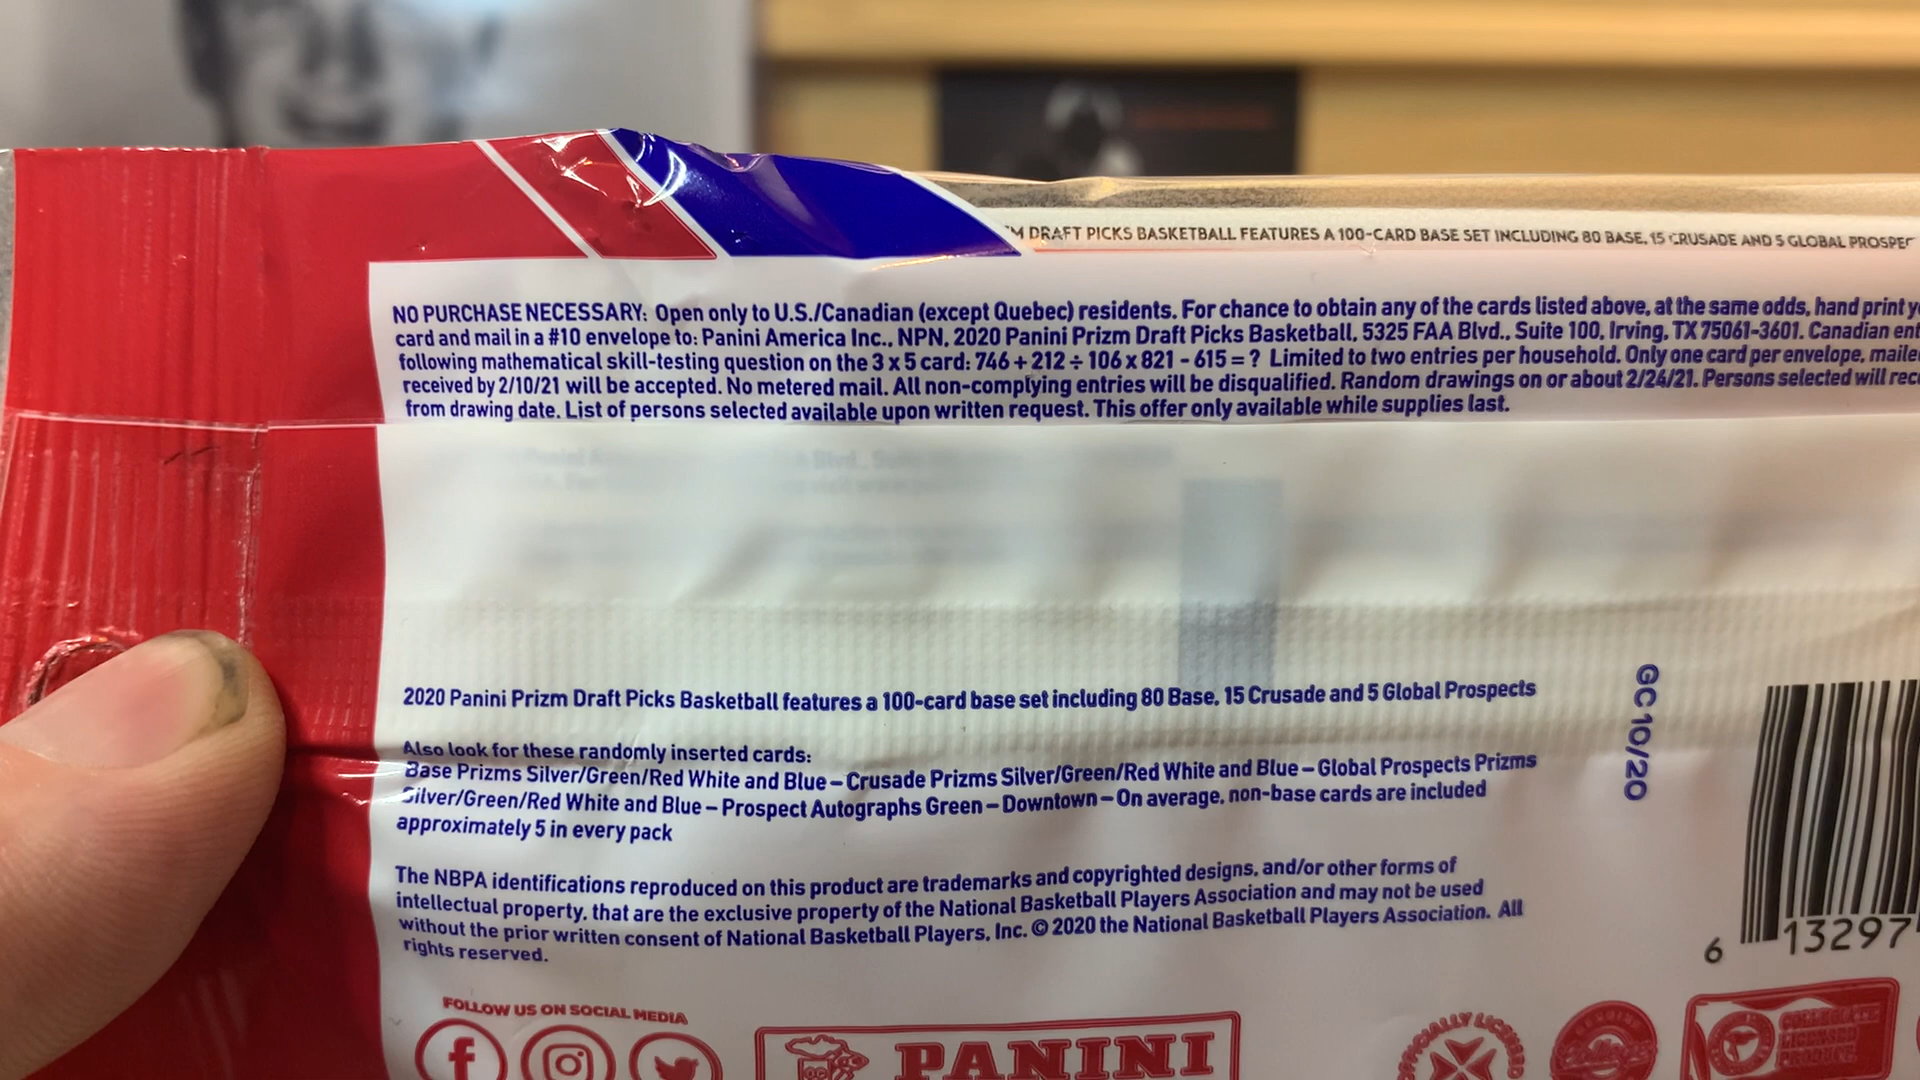 M DRAFT PICKS BASKETBALL FEATURES A 100-CARD BASE SET INCLUDING 80 BASE, 15 CRUSADE AND 5 GLOBAL PROSPEC
NO PURCHASE NECESSARY: Open only to U.S./Canadian (except Quebec) residents. For chance to obtain any of the cards listed above, at the same odds, hand print y
card and mail in a #10 envelope to: Panini America Inc., NPN, 2020 Panini Prizm Draft Picks Basketball, 5325 FAA Blvd., Suite 100, Irving, TX 75061-3601. Canadian ent
following mathematical skill-testing question on the 3 x 5 card: 746 + 212 ÷ 106 x 821 - 615 = ? Limited to two entries per household. Only one card per envelope, maile
received by 2/10/21 will be accepted. No metered mail. All non-complying entries will be disqualified. Random drawings on or about 2/24/21. Persons selected will rece
from drawing date. List of persons selected available upon written request. This offer only available while supplies last.
2020 Panini Prizm Draft Picks Basketball features a 100-card base set including 80 Base, 15 Crusade and 5 Global Prospects
Also look for these randomly inserted cards:
Base Prizms Silver/Green/Red White and Blue – Crusade Prizms Silver/Green/Red White and Blue – Global Prospects Prizms
Silver/Green/Red White and Blue – Prospect Autographs Green – Downtown – On average, non-base cards are included
approximately 5 in every pack
GC 10/20
The NBPA identifications reproduced on this product are trademarks and copyrighted designs, and/or other forms of
intellectual property, that are the exclusive property of the National Basketball Players Association and may not be used
without the prior written consent of National Basketball Players, Inc. © 2020 the National Basketball Players Association. All
rights reserved.
6 13297
FOLLOW US ON SOCIAL MEDIA
PANINI
OFFICIALLY LICENSED
COLLEGIATE
LICENSED
PRODUCT